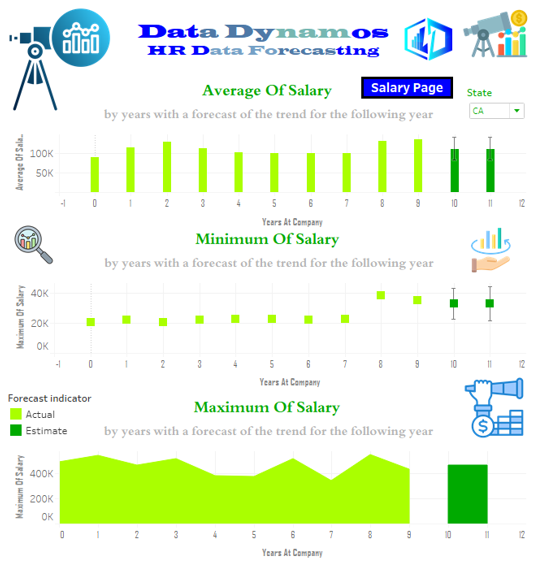 Data Dynamos
HR Data Forecasting
Average Of Salary
Salary Page
State
CA
by years with a forecast of the trend for the following year
Average Of Sala..
100K
50K
-1 0 1 2 3 4 5 6 7 8 9 10 11 12
Years At Company
Minimum Of Salary
by years with a forecast of the trend for the following year
Maximum Of Salary
40K
20K
0K
-1 0 1 2 3 4 5 6 7 8 9 10 11 12
Years At Company
Forecast indicator
Actual
Estimate
Maximum Of Salary
by years with a forecast of the trend for the following year
Maximum Of Salary
400K
200K
0K
0 1 2 3 4 5 6 7 8 9 10 11 12
Years At Company